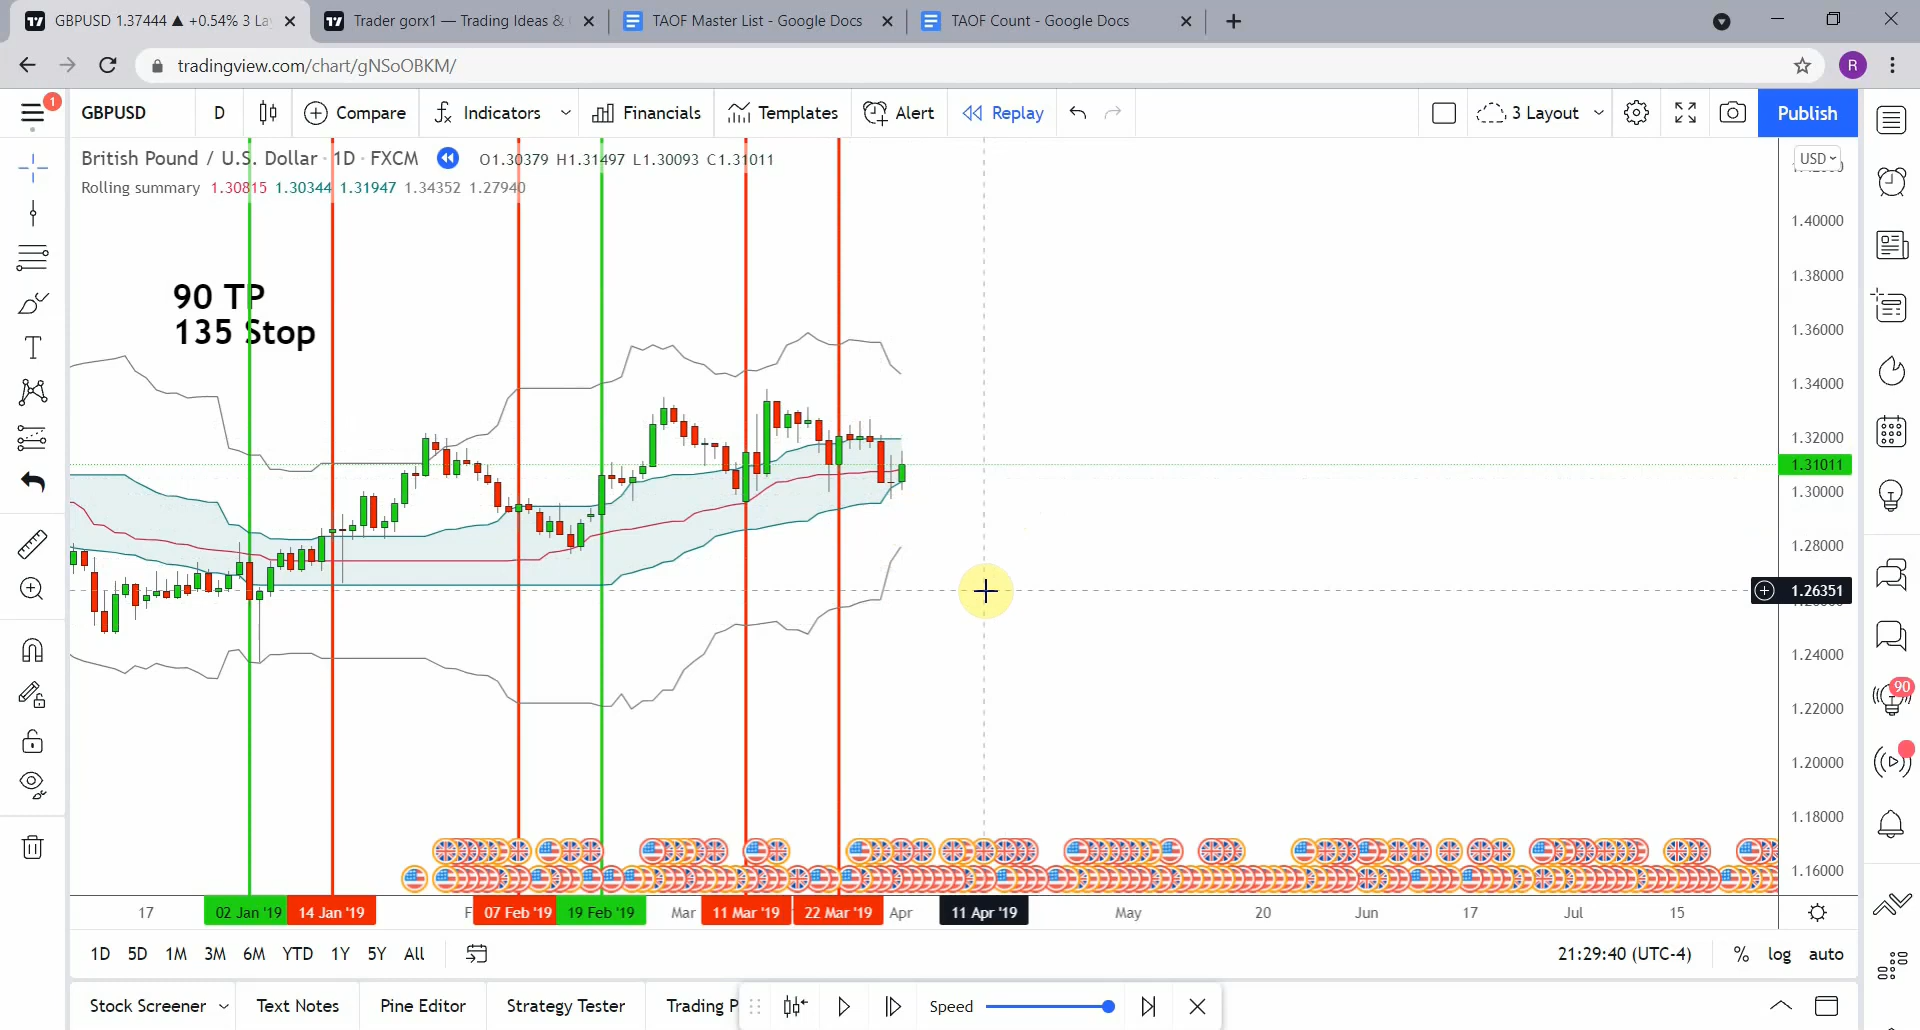 GBPUSD 1.37444 ▲ +0.54% 3 La
Trader gorx1 — Trading Ideas &
TAOF Master List - Google Docs
TAOF Count - Google Docs
tradingview.com/chart/gNSoOBKM/
R
1
GBPUSD
D
Compare
Indicators
Financials
Templates
Alert
Replay
3 Layout
Publish
British Pound / U.S. Dollar · 1D · FXCM
O1.30379 H1.31497 L1.30093 C1.31011
USD
Rolling summary 1.30815 1.30344 1.31947 1.34352 1.27940
1.40000
1.38000
90 TP
135 Stop
1.36000
1.34000
1.32000
1.31011
1.30000
1.28000
1.26351
1.24000
90
1.22000
1.20000
1.18000
1.16000
17
02 Jan '19
14 Jan '19
F
07 Feb '19
19 Feb '19
Mar
11 Mar '19
22 Mar '19
Apr
11 Apr '19
May
20
Jun
17
Jul
15
1D 5D 1M 3M 6M YTD 1Y 5Y All
21:29:40 (UTC-4)
% log auto
Stock Screener
Text Notes
Pine Editor
Strategy Tester
Trading P
Speed